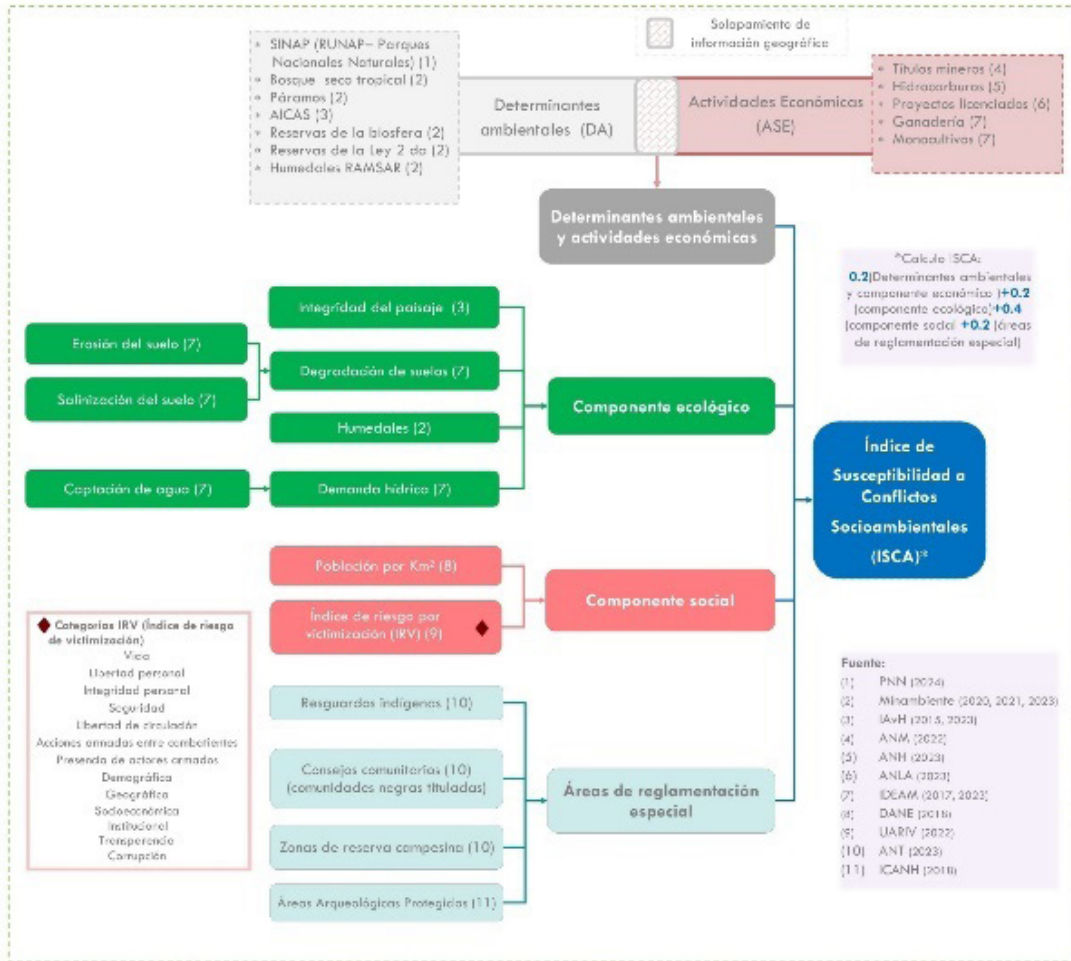 Solapamiento de
información geográfica
* SINAP (RUNAP– Parques
Nacionales Naturales) (1)
* Bosque seco tropical (2)
* Páramos (2)
* AICAS (3)
* Reservas de la biosfera (2)
* Reservas de la Ley 2 da (2)
* Humedales RAMSAR (2)
Determinantes
ambientales (DA)
Actividades Económicas
(ASE)
* Títulos mineros (4)
* Hidrocarburos (5)
* Proyectos licenciados (6)
* Ganadería (7)
* Monocultivos (7)
Determinantes ambientales
y actividades económicas
*Calculo ISCA:
0.2(Determinantes ambientales
y componente económico )+0.2
(componente ecológico)+0.4
(componente social +0.2 (áreas
de reglamentación especial)
Integridad del paisaje (3)
Erosión del suelo (7)
Salinización del suelo (7)
Degradación de suelos (7)
Humedales (2)
Captación de agua (7)
Demanda hídrica (7)
Componente ecológico
Índice de
Susceptibilidad a
Conflictos
Socioambientales
(ISCA)*
Población por Km² (8)
Índice de riesgo por
victimización (IRV) (9)
Componente social
Categorías IRV (Índice de riesgo
de victimización)
Vida
Libertad personal
Integridad personal
Seguridad
Libertad de circulación
Acciones armadas entre combatientes
Presencia de actores armados
Demográfica
Geográfica
Socioeconómica
Institucional
Transparencia
Corrupción
Resguardos indígenas (10)
Consejos comunitarios (10)
(comunidades negras tituladas)
Zonas de reserva campesina (10)
Áreas Arqueológicas Protegidas (11)
Áreas de reglamentación
especial
Fuente:
(1) PNN (2024)
(2) Minambiente (2020, 2021, 2023)
(3) IAvH (2015, 2023)
(4) ANM (2022)
(5) ANH (2023)
(6) ANLA (2023)
(7) IDEAM (2017, 2023)
(8) DANE (2018)
(9) UARIV (2022)
(10) ANT (2023)
(11) ICANH (2018)